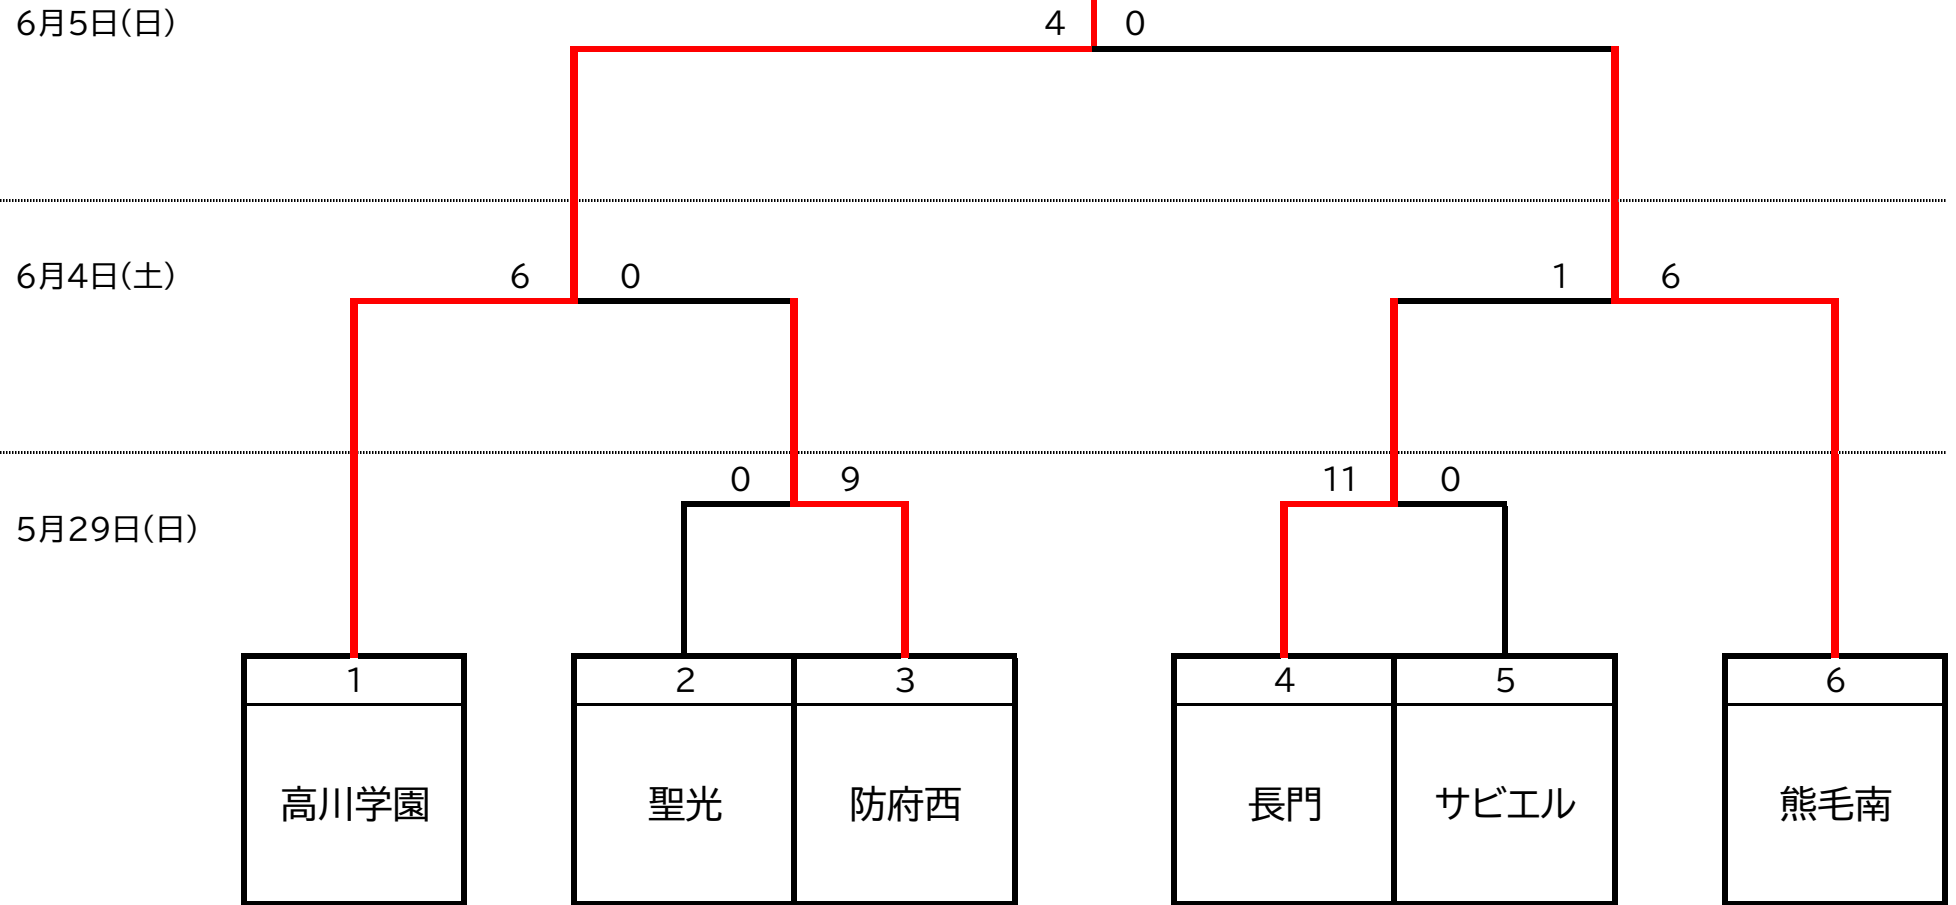 6月5日(日)
4 0
6月4日(土)
6 0 1 6
0 9 11 0
5月29日(日)
1 2 3 4 5 6
高川学園 聖光 防府西 長門 サビエル 熊毛南